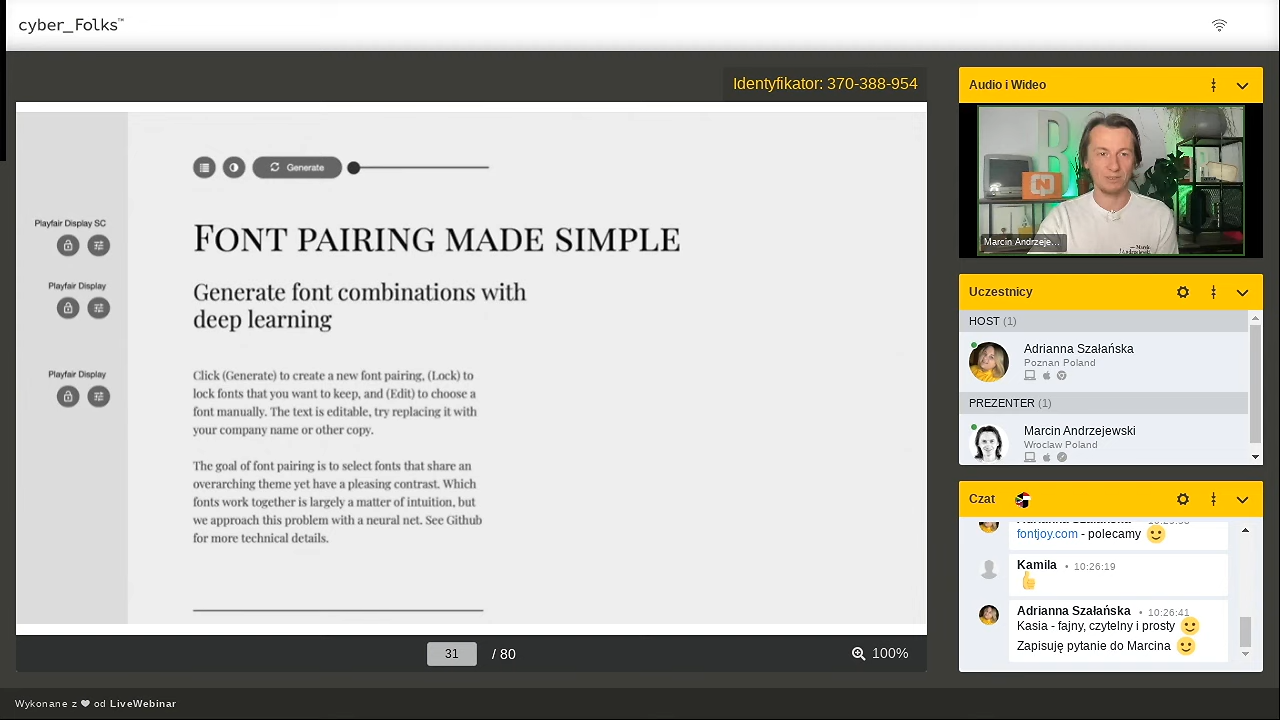 cyber_Folks™
Identyfikator: 370-388-954
Generate
Playfair Display SC
FONT PAIRING MADE SIMPLE
Playfair Display
Generate font combinations with
deep learning
Playfair Display
Click (Generate) to create a new font pairing, (Lock) to
lock fonts that you want to keep, and (Edit) to choose a
font manually. The text is editable, try replacing it with
your company name or other copy.
The goal of font pairing is to select fonts that share an
overarching theme yet have a pleasing contrast. Which
fonts work together is largely a matter of intuition, but
we approach this problem with a neural net. See Github
for more technical details.
31 / 80
100%
Audio i Wideo
Marcin Andrzeje...
Uczestnicy
HOST (1)
Adrianna Szałańska
Poznan Poland
PREZENTER (1)
Marcin Andrzejewski
Wroclaw Poland
Czat
fontjoy.com - polecamy
Kamila • 10:26:19
Adrianna Szałańska • 10:26:41
Kasia - fajny, czytelny i prosty
Zapisuję pytanie do Marcina
Wykonane z ❤ od LiveWebinar